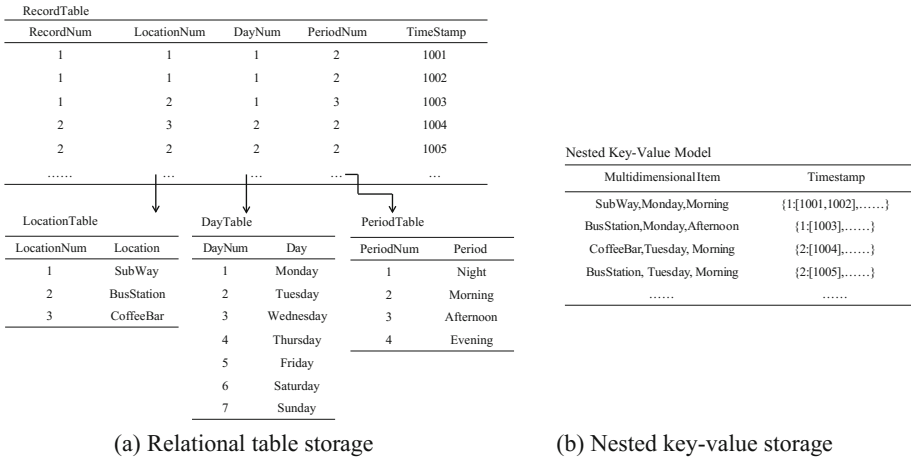 RecordTable
RecordNum LocationNum DayNum PeriodNum TimeStamp
1 1 1 2 1001
1 1 1 2 1002
1 2 1 3 1003
2 3 2 2 1004
2 2 2 2 1005
…… … … … …
LocationTable
LocationNum Location
1 SubWay
2 BusStation
3 CoffeeBar
DayTable
DayNum Day
1 Monday
2 Tuesday
3 Wednesday
4 Thursday
5 Friday
6 Saturday
7 Sunday
PeriodTable
PeriodNum Period
1 Night
2 Morning
3 Afternoon
4 Evening
(a) Relational table storage
Nested Key-Value Model
MultidimensionalItem Timestamp
SubWay,Monday,Morning {1:[1001,1002],……}
BusStation,Monday,Afternoon {1:[1003],……}
CoffeeBar,Tuesday, Morning {2:[1004],……}
BusStation, Tuesday, Morning {2:[1005],……}
…… ……
(b) Nested key-value storage